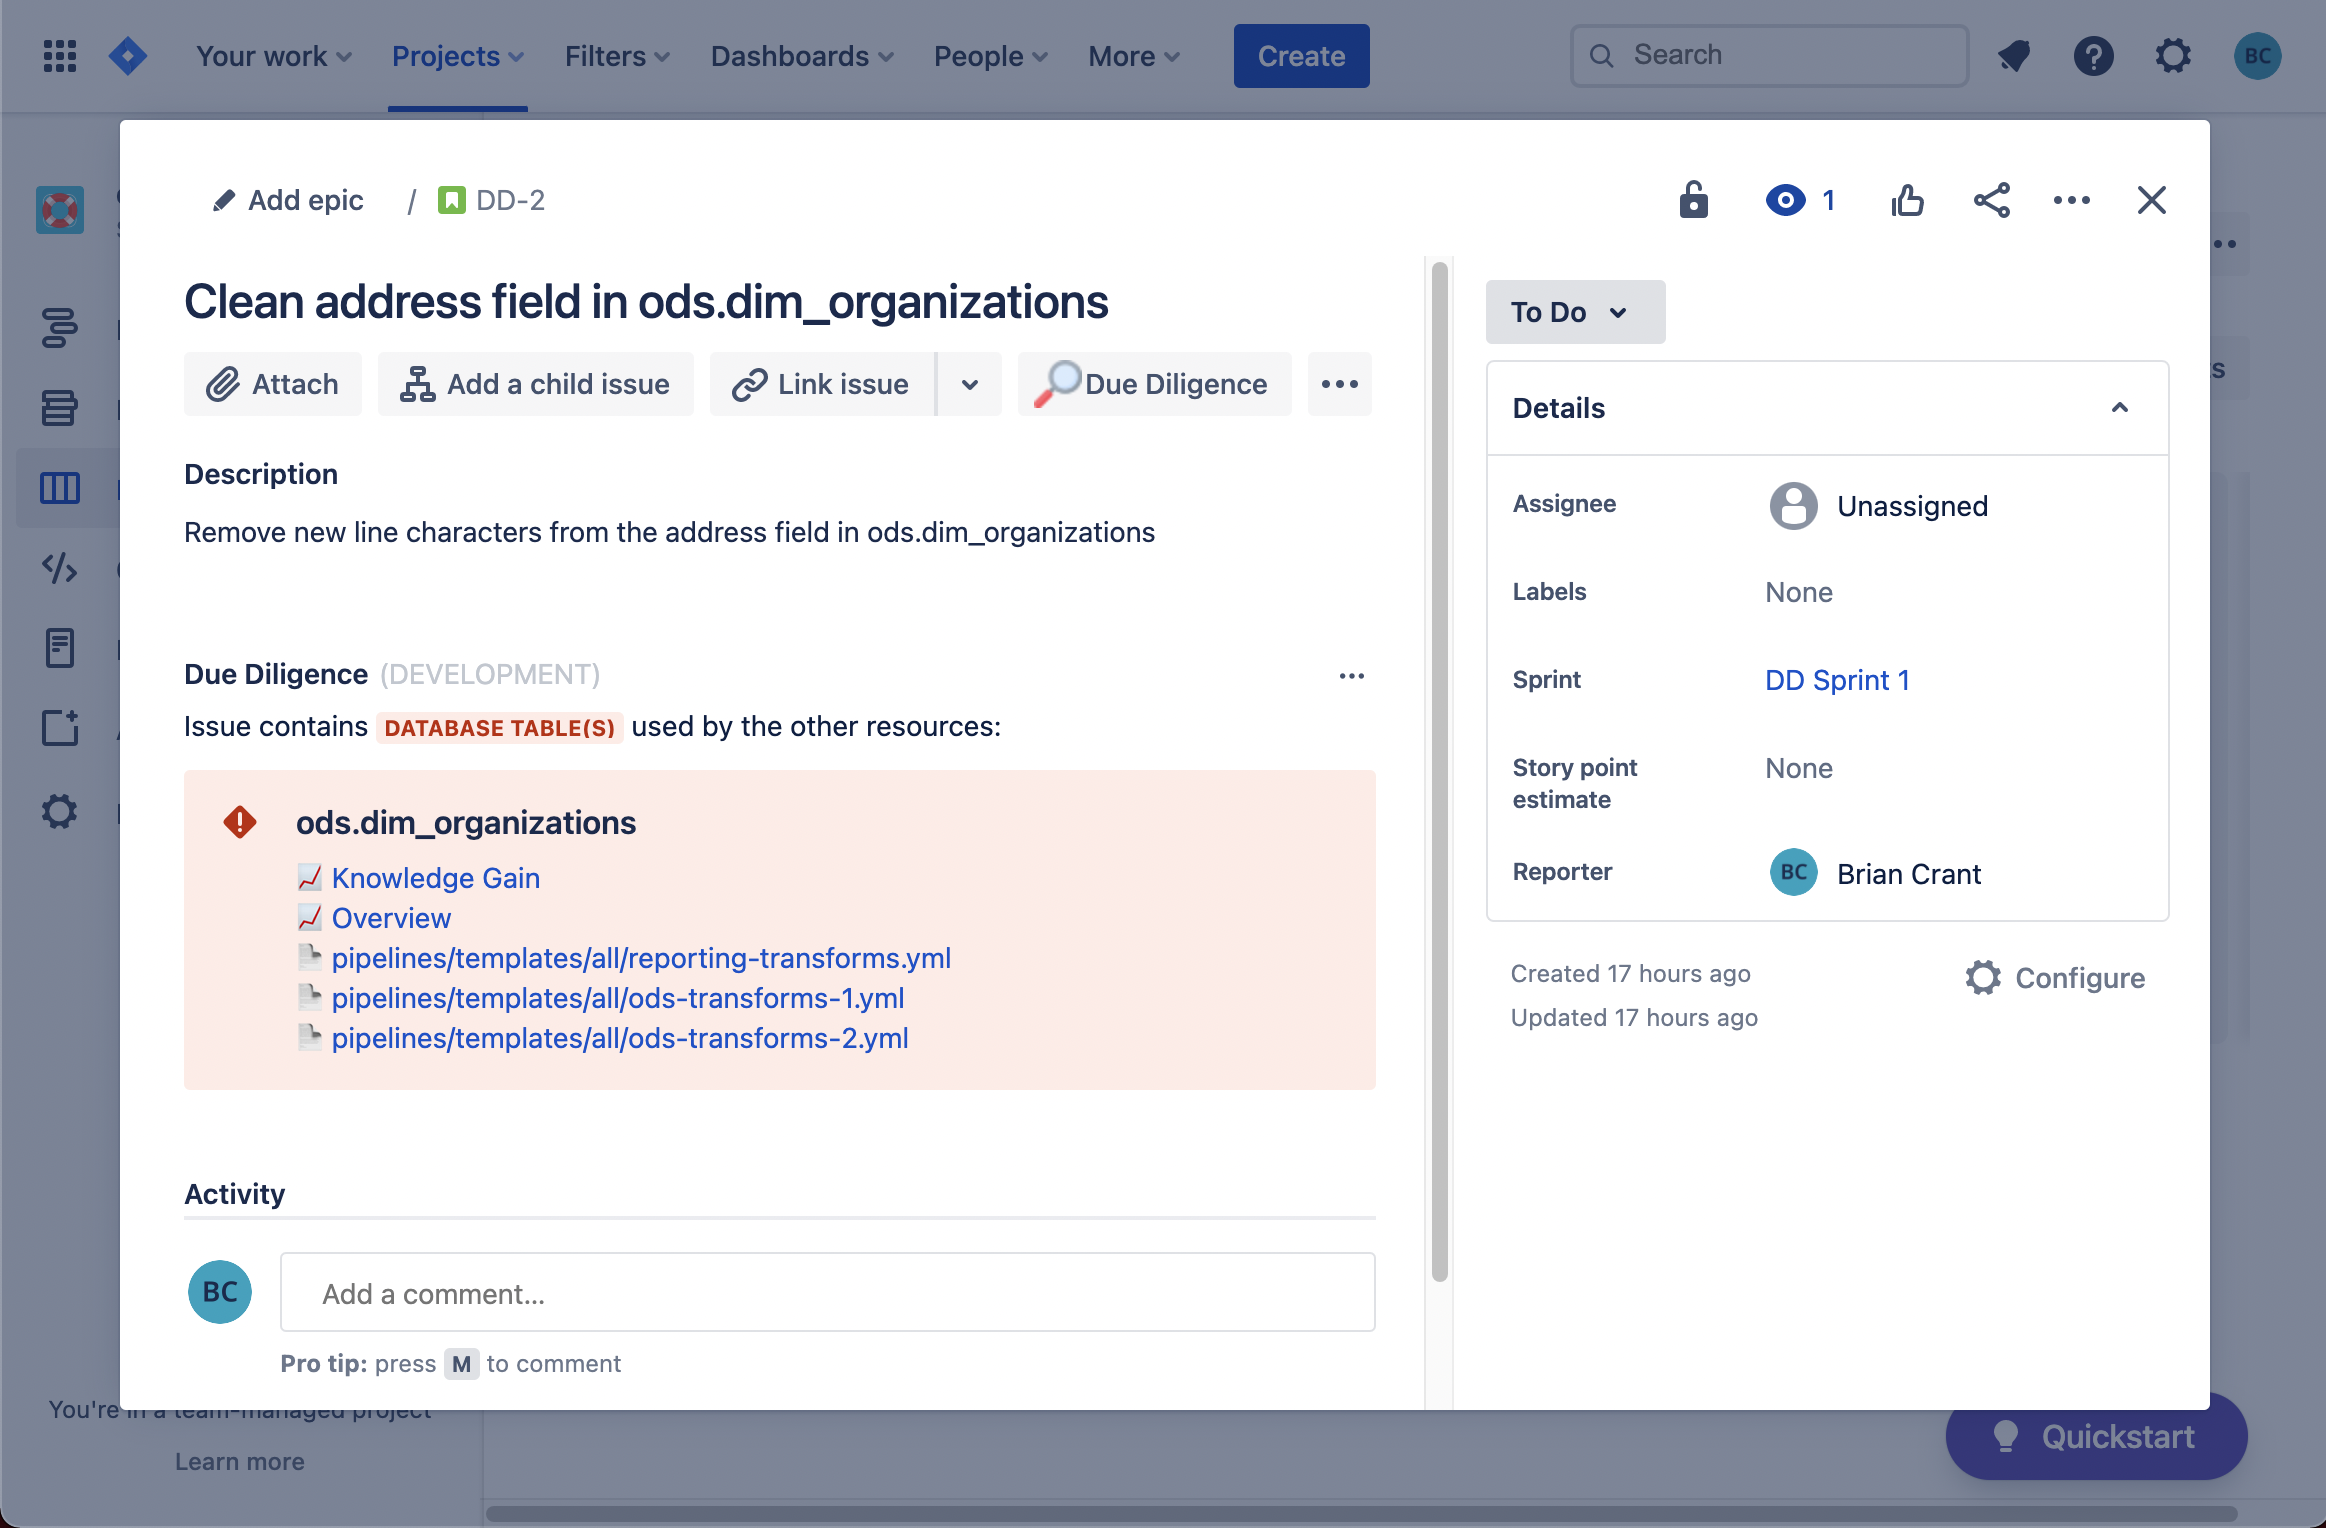 Your work Projects Filters Dashboards People More Create Search BC
Add epic / DD-2 1
Clean address field in ods.dim_organizations
Attach Add a child issue Link issue Due Diligence
Description
Remove new line characters from the address field in ods.dim_organizations
Due Diligence (DEVELOPMENT)
Issue contains DATABASE TABLE(S) used by the other resources:
ods.dim_organizations
Knowledge Gain
Overview
pipelines/templates/all/reporting-transforms.yml
pipelines/templates/all/ods-transforms-1.yml
pipelines/templates/all/ods-transforms-2.yml
Activity
BC Add a comment...
Pro tip: press M to comment
To Do
Details
Assignee Unassigned
Labels None
Sprint DD Sprint 1
Story point
estimate None
Reporter BC Brian Crant
Created 17 hours ago Configure
Updated 17 hours ago
You're in a team-managed project
Learn more
Quickstart